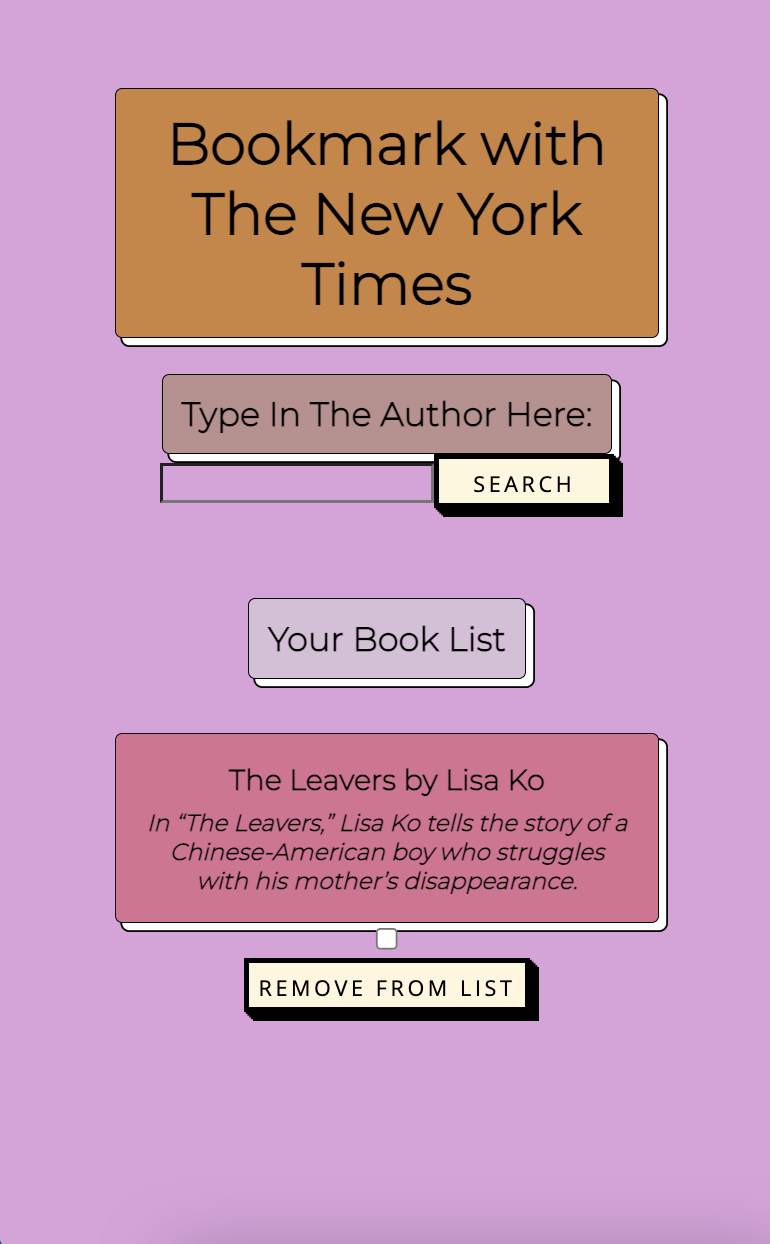 Bookmark with
The New York
Times
Type In The Author Here:
SEARCH
Your Book List
The Leavers by Lisa Ko
In “The Leavers,” Lisa Ko tells the story of a
Chinese-American boy who struggles
with his mother’s disappearance.
REMOVE FROM LIST